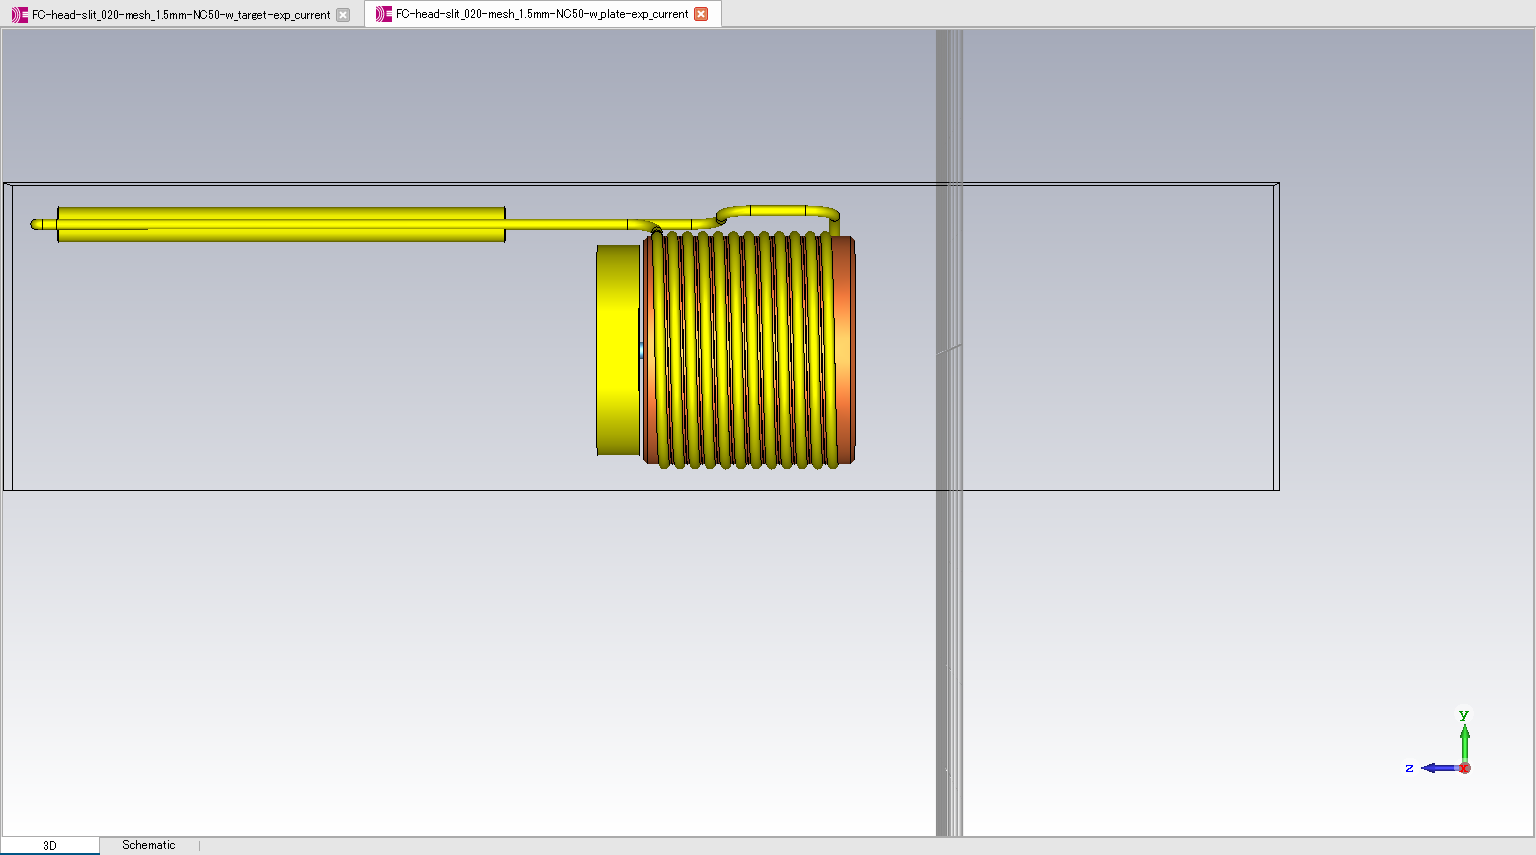 FC-head-slit_020-mesh_1.5mm-NC50-w_target-exp_current
FC-head-slit_020-mesh_1.5mm-NC50-w_plate-exp_current
y
z
x
3D
Schematic